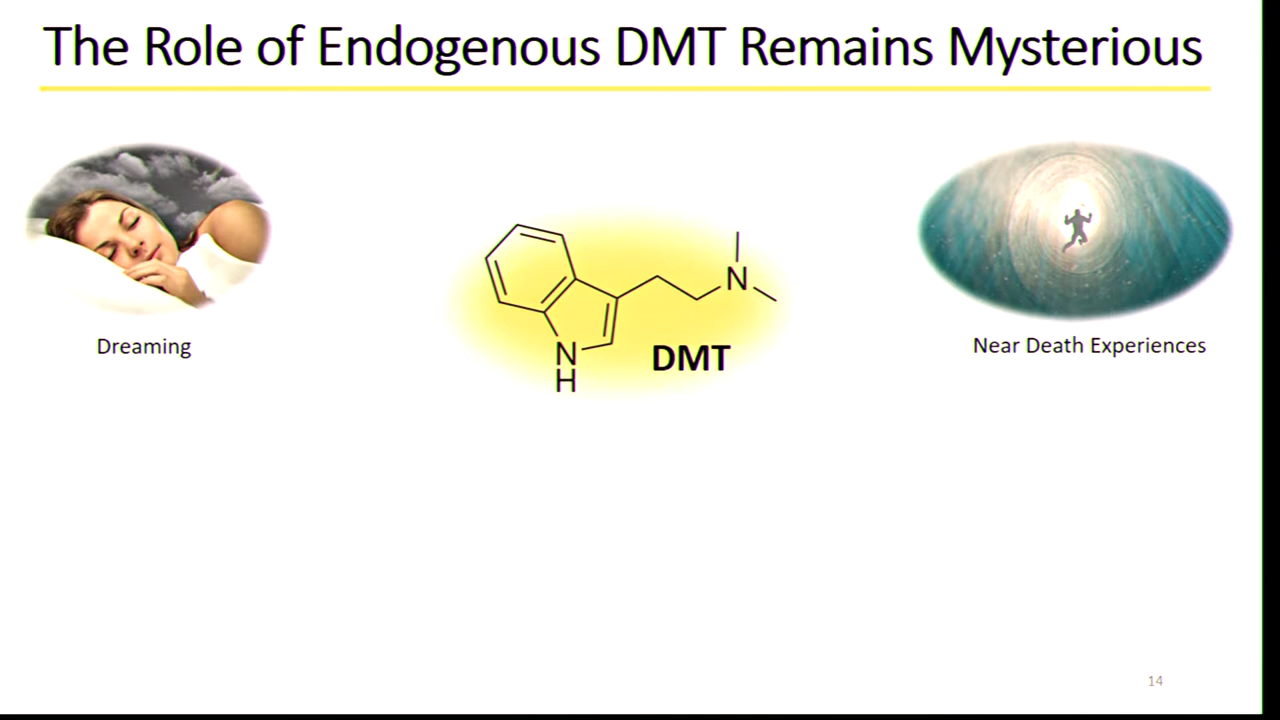 The Role of Endogenous DMT Remains Mysterious
N
N
H
DMT
Dreaming
Near Death Experiences
14